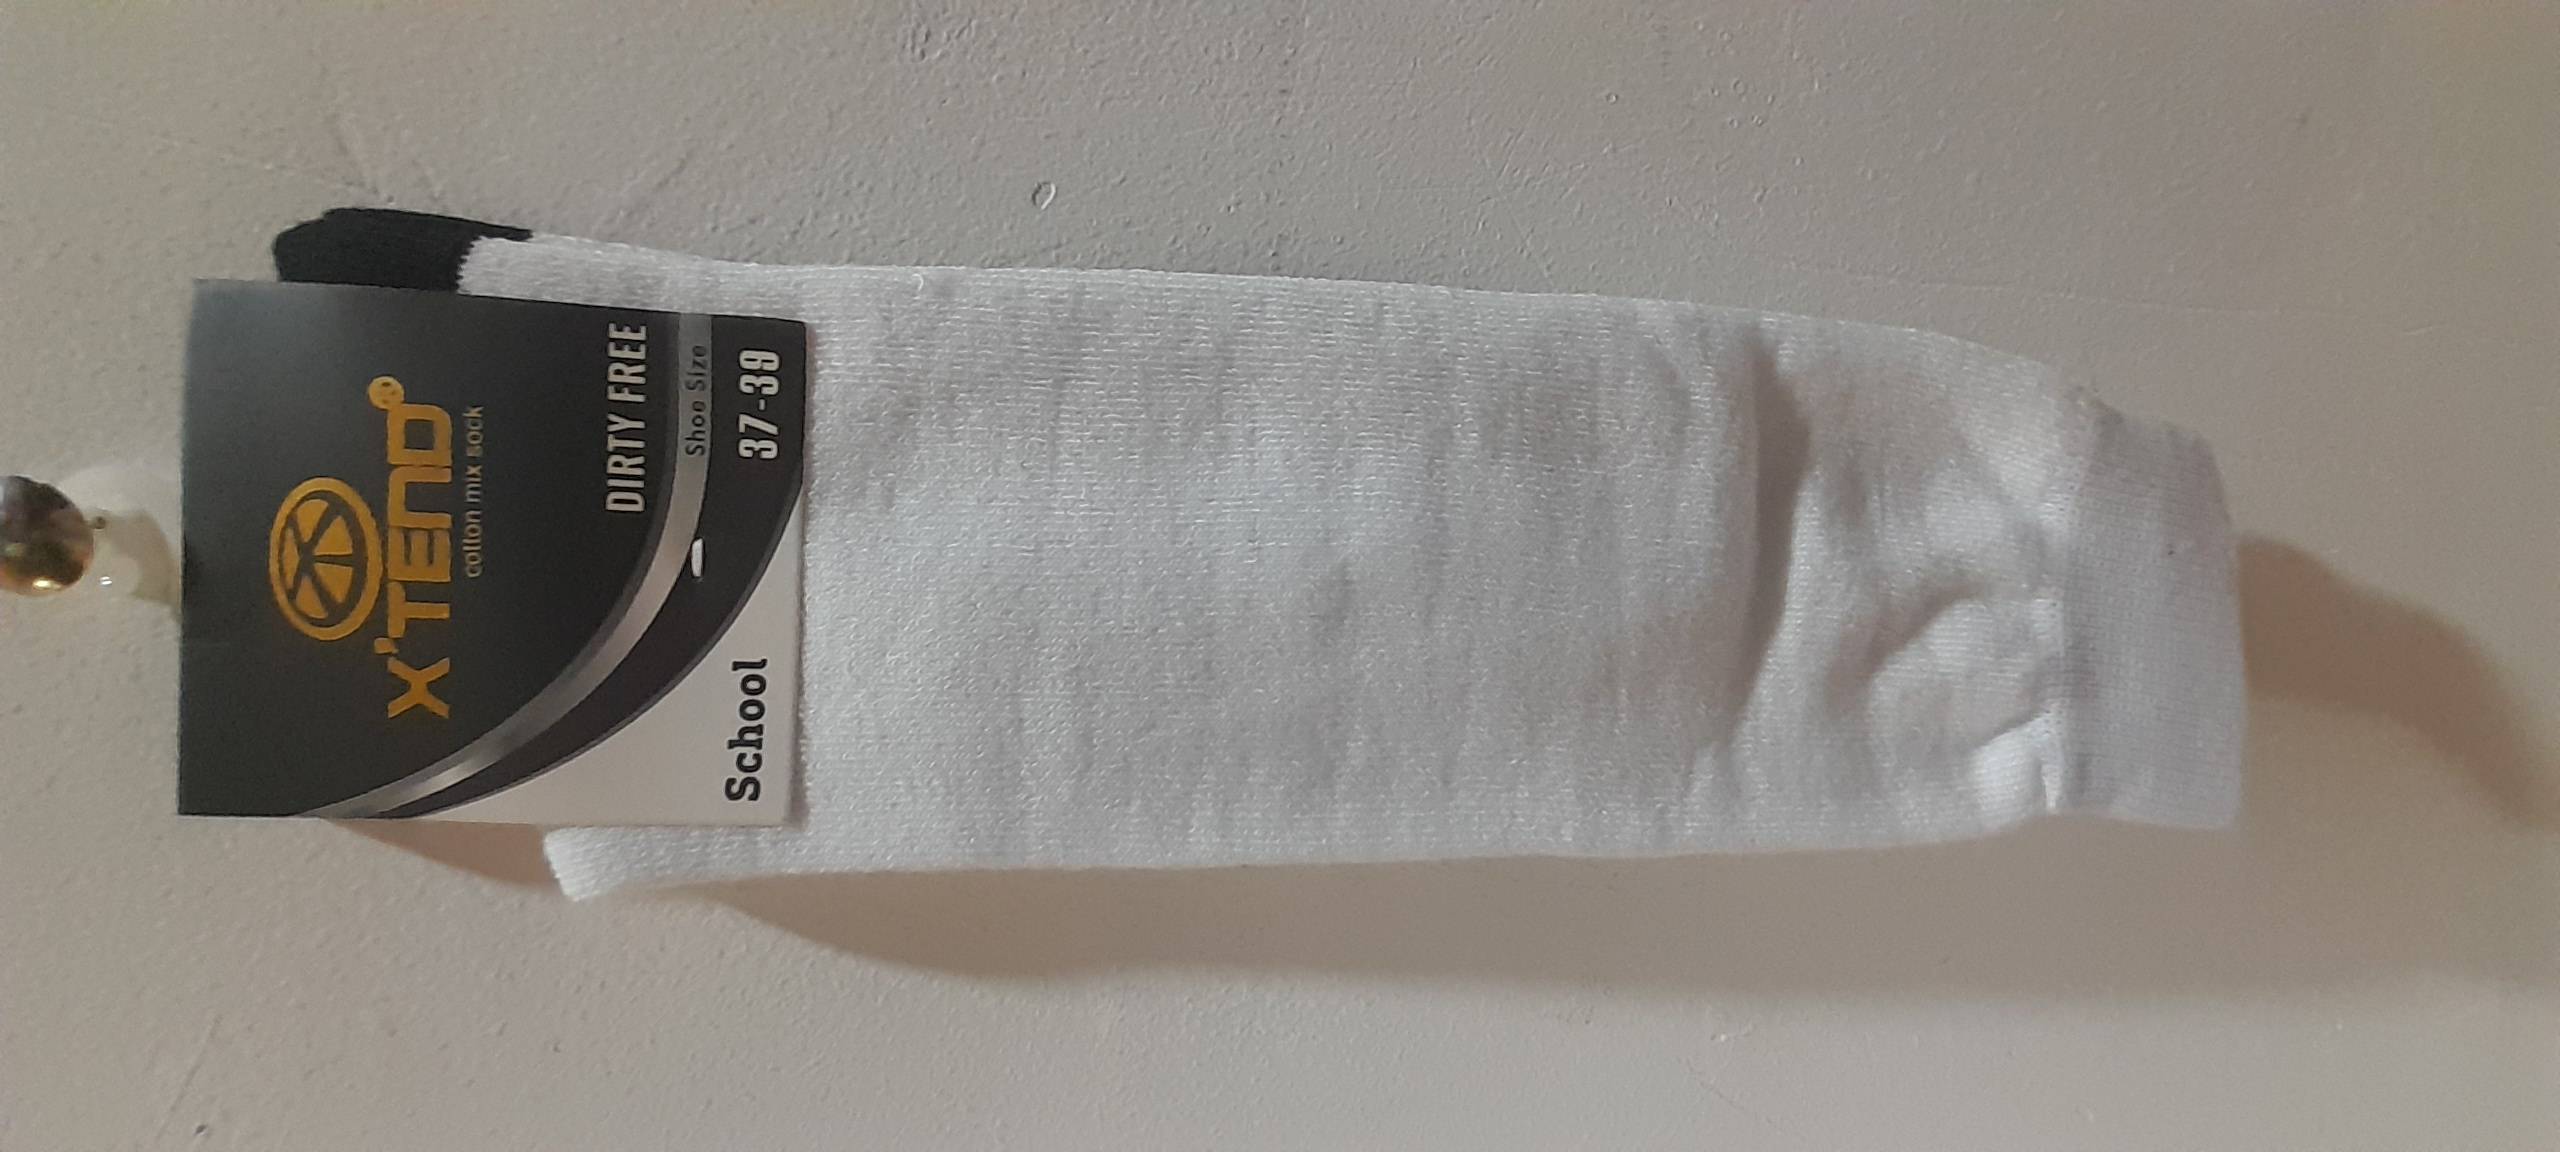 X'TEND®
cotton mix sock
DIRTY FREE
Shoe Size
37-39
School